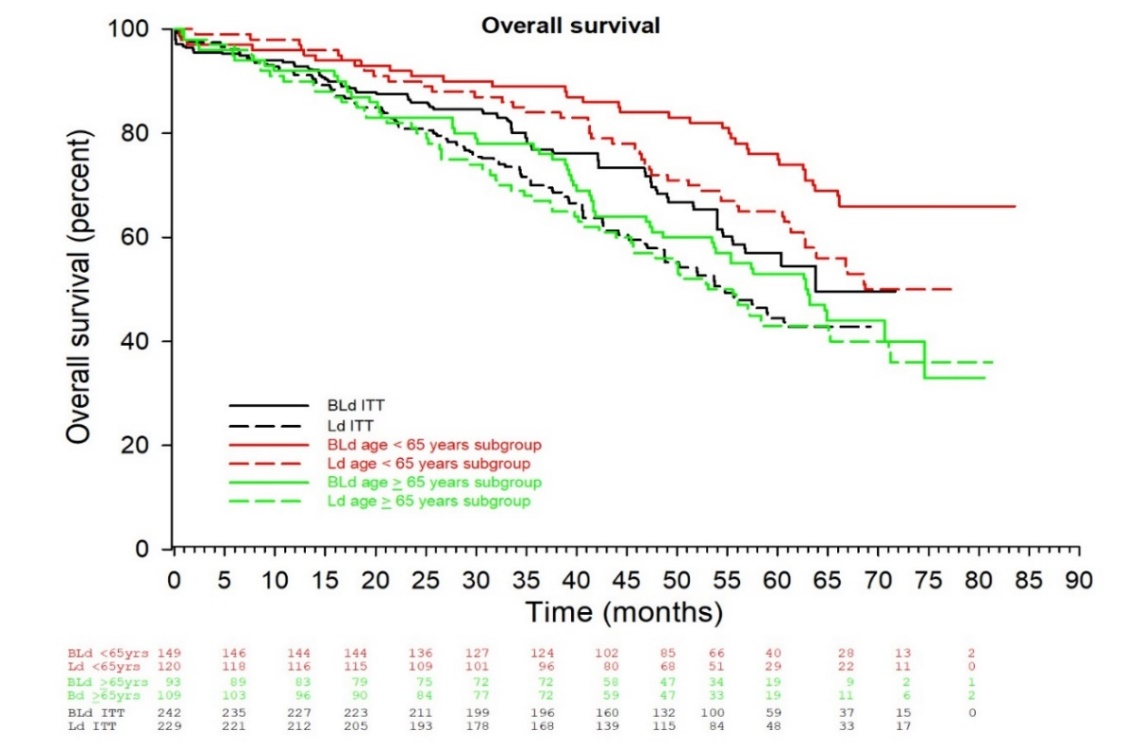 Overall survival
100
80
60
40
20
0
Overall survival (percent)
BLd ITT
Ld ITT
BLd age < 65 years subgroup
Ld age < 65 years subgroup
BLd age ≥ 65 years subgroup
Ld age ≥ 65 years subgroup
0 5 10 15 20 25 30 35 40 45 50 55 60 65 70 75 80 85 90
Time (months)
BLd <65yrs 149 146 144 144 136 127 124 102 85 66 40 28 13 2
Ld <65yrs 120 118 116 115 109 101 96 80 68 51 29 22 11 0
BLd ≥65yrs 93 89 83 79 75 72 72 58 47 34 19 9 2 1
Bd ≥65yrs 109 103 96 90 84 77 72 59 47 33 19 11 6 2
BLd ITT 242 235 227 223 211 199 196 160 132 100 59 37 15 0
Ld ITT 229 221 212 205 193 178 168 139 115 84 48 33 17